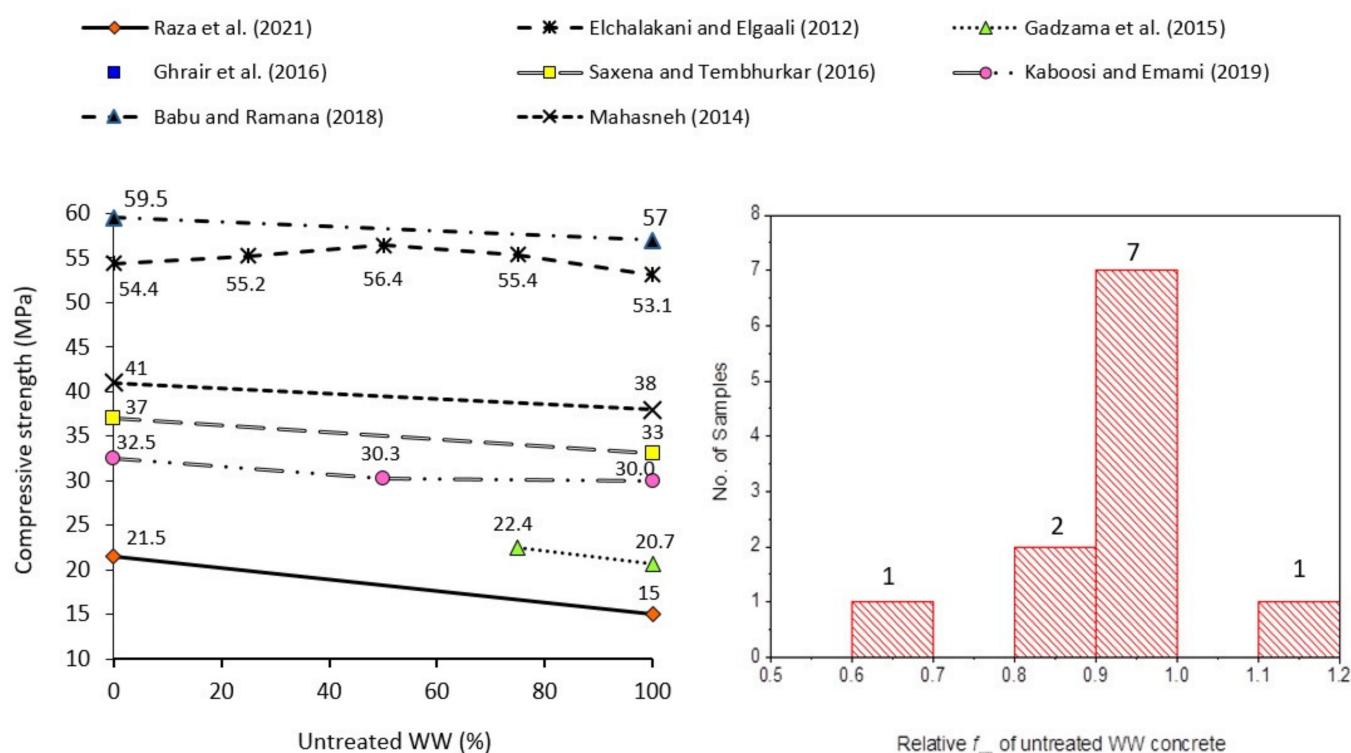 Raza et al. (2021) Elchalakani and Elgaali (2012) Gadzama et al. (2015)
Ghrair et al. (2016) Saxena and Tembhurkar (2016) Kaboosi and Emami (2019)
Babu and Ramana (2018) Mahasneh (2014)
Compressive strength (MPa)
60
55
50
45
40
35
30
25
20
15
10
59.5 57
54.4 55.2 56.4 55.4 53.1
41 38
37 33
32.5 30.3 30.0
22.4 20.7
21.5 15
0 20 40 60 80 100
Untreated WW (%)
No. of Samples
8
7
6
5
4
3
2
1
0
1 2 7 1
0.5 0.6 0.7 0.8 0.9 1.0 1.1 1.2
Relative f of untreated WW concrete